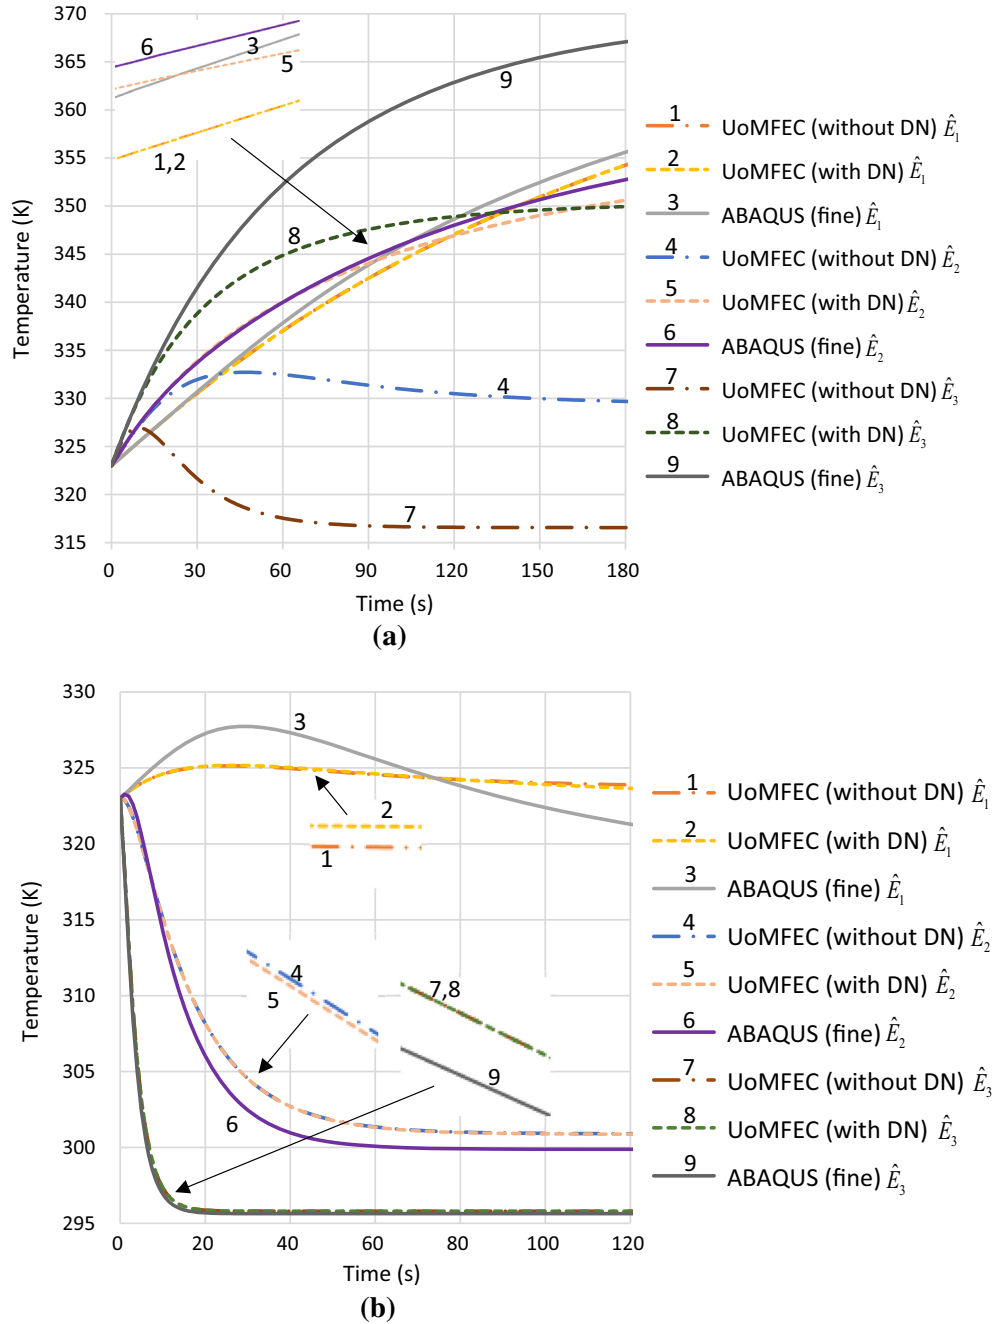 370
365
360
355
350
345
340
335
330
325
320
315
Temperature (K)
6
3
5
1,2
9
8
4
7
0
30
60
90
120
150
180
Time (s)
1 UoMFEC (without DN) Ê₁
2 UoMFEC (with DN) Ê₁
3 ABAQUS (fine) Ê₁
4 UoMFEC (without DN) Ê₂
5 UoMFEC (with DN) Ê₂
6 ABAQUS (fine) Ê₂
7 UoMFEC (without DN) Ê₃
8 UoMFEC (with DN) Ê₃
9 ABAQUS (fine) Ê₃
(a)
330
325
320
315
310
305
300
295
Temperature (K)
3
2
1
4
5
7,8
9
6
0
20
40
60
80
100
120
Time (s)
1 UoMFEC (without DN) Ê₁
2 UoMFEC (with DN) Ê₁
3 ABAQUS (fine) Ê₁
4 UoMFEC (without DN) Ê₂
5 UoMFEC (with DN) Ê₂
6 ABAQUS (fine) Ê₂
7 UoMFEC (without DN) Ê₃
8 UoMFEC (with DN) Ê₃
9 ABAQUS (fine) Ê₃
(b)